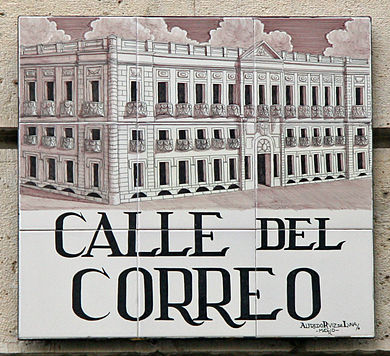 CALLE DEL
CORREO
ALFREDO RUIZ DE LUNA